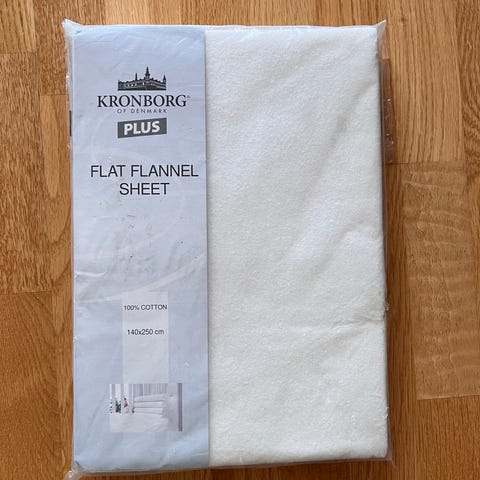 KRONBORG®
OF DENMARK
PLUS
FLAT FLANNEL
SHEET
100% COTTON
140x250 cm